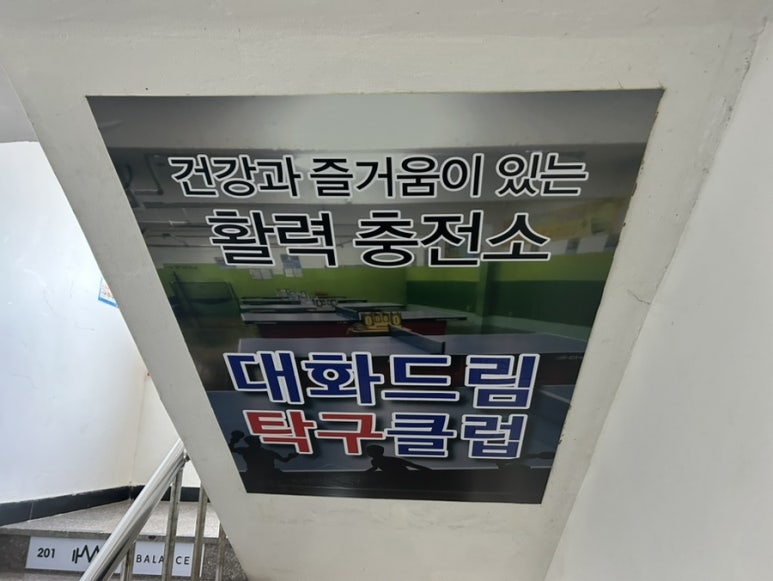 건강과 즐거움이 있는
활력 충전소
대화드림
탁구클럽
201
BALANCE